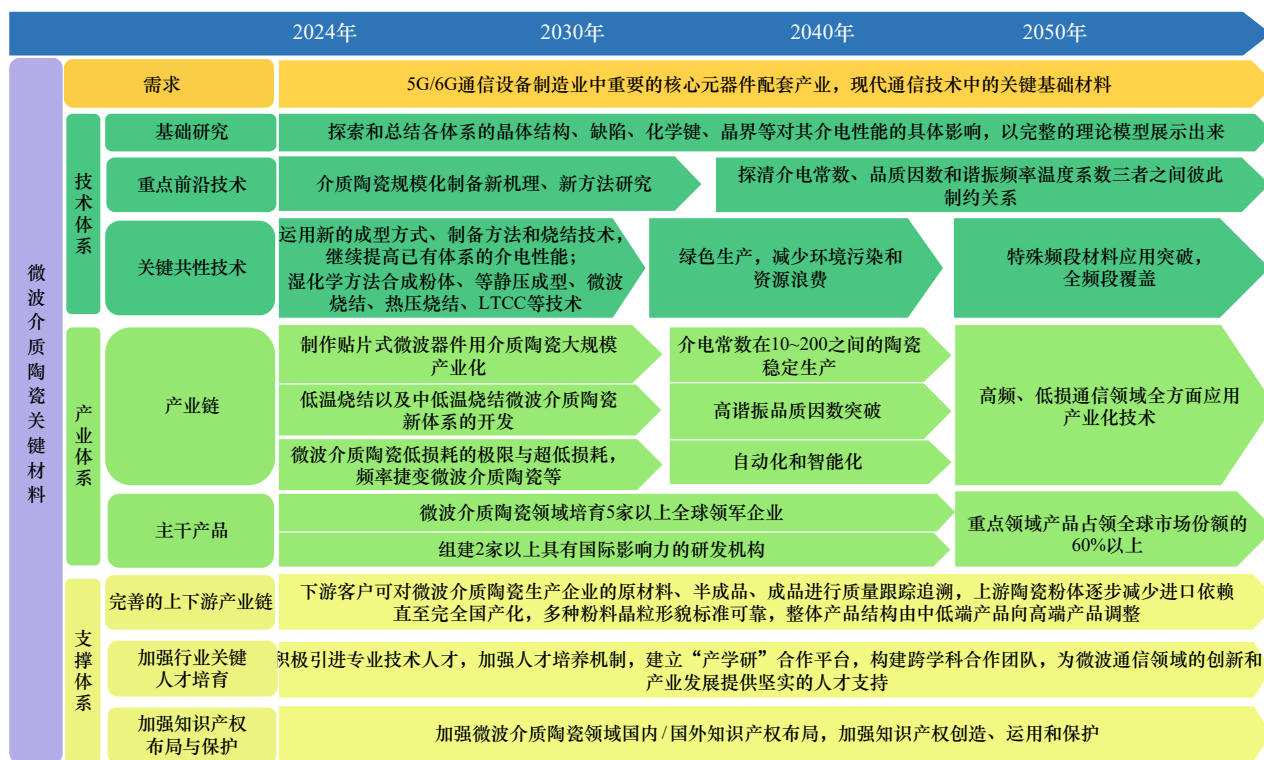 2024年 2030年 2040年 2050年
微波介质陶瓷关键材料
需求
5G/6G通信设备制造业中重要的核心元器件配套产业，现代通信技术中的关键基础材料
技术体系
基础研究
探索和总结各体系的晶体结构、缺陷、化学键、晶界等对其介电性能的具体影响，以完整的理论模型展示出来
重点前沿技术
介质陶瓷规模化制备新机理、新方法研究
探清介电常数、品质因数和谐振频率温度系数三者之间彼此
制约关系
关键共性技术
运用新的成型方式、制备方法和烧结技术，
继续提高已有体系的介电性能；
湿化学方法合成粉体、等静压成型、微波
烧结、热压烧结、LTCC等技术
绿色生产，减少环境污染和
资源浪费
特殊频段材料应用突破，
全频段覆盖
产业体系
产业链
制作贴片式微波器件用介质陶瓷大规模
产业化
介电常数在10~200之间的陶瓷
稳定生产
低温烧结以及中低温烧结微波介质陶瓷
新体系的开发
高谐振品质因数突破
微波介质陶瓷低损耗的极限与超低损耗，
频率捷变微波介质陶瓷等
自动化和智能化
高频、低损通信领域全方面应用
产业化技术
主干产品
微波介质陶瓷领域培育5家以上全球领军企业
组建2家以上具有国际影响力的研发机构
重点领域产品占领全球市场份额的
60%以上
支撑体系
完善的上下游产业链
下游客户可对微波介质陶瓷生产企业的原材料、半成品、成品进行质量跟踪追溯，上游陶瓷粉体逐步减少进口依赖
直至完全国产化，多种粉料晶粒形貌标准可靠，整体产品结构由中低端产品向高端产品调整
加强行业关键
人才培育
积极引进专业技术人才，加强人才培养机制，建立“产学研”合作平台，构建跨学科合作团队，为微波通信领域的创新和
产业发展提供坚实的人才支持
加强知识产权
布局与保护
加强微波介质陶瓷领域国内/国外知识产权布局，加强知识产权创造、运用和保护